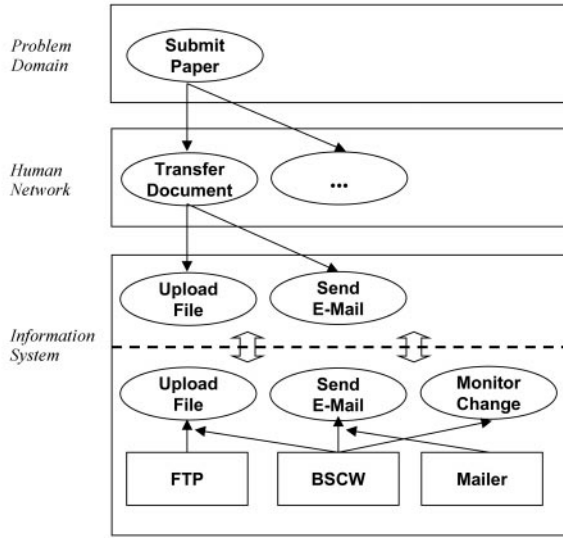 Problem
Domain
Submit
Paper
Human
Network
Transfer
Document
...
Information
System
Upload
File
Send
E-Mail
Upload
File
Send
E-Mail
Monitor
Change
FTP
BSCW
Mailer